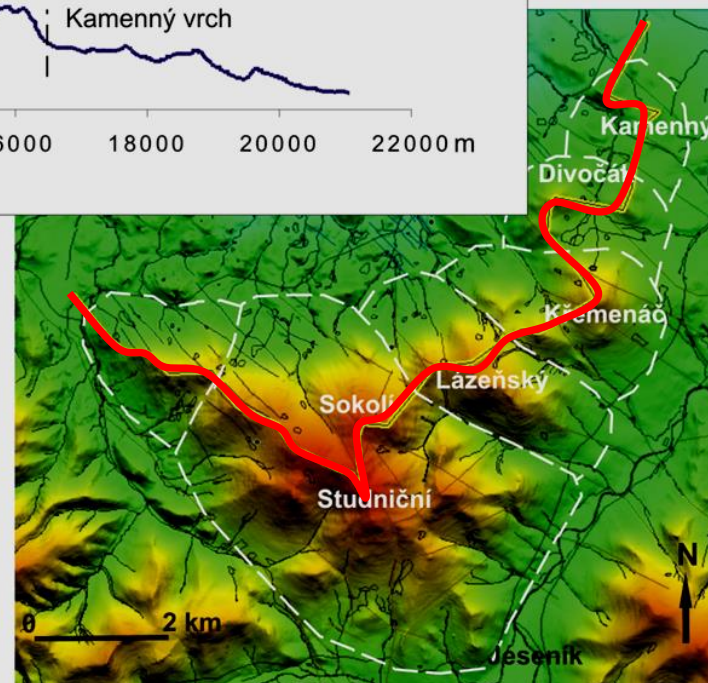 Kamenný vrch
6000 18000 20000 22000 m
Kamenný
Divočák
Křemenáč
Lázeňský
Sokolí
Studniční
N
0 2 km
Jeseník